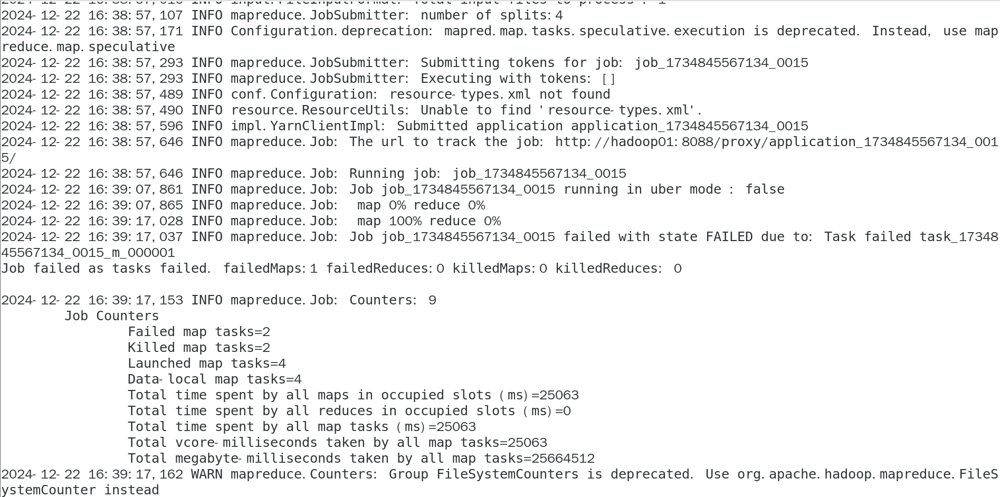 2024-12-22 16:38:57,016 INFO input.FileInputFormat: Total input files to process : 1
2024-12-22 16:38:57,107 INFO mapreduce.JobSubmitter: number of splits:4
2024-12-22 16:38:57,171 INFO Configuration.deprecation: mapred.map.tasks.speculative.execution is deprecated. Instead, use map
reduce.map.speculative
2024-12-22 16:38:57,293 INFO mapreduce.JobSubmitter: Submitting tokens for job: job_1734845567134_0015
2024-12-22 16:38:57,293 INFO mapreduce.JobSubmitter: Executing with tokens: []
2024-12-22 16:38:57,489 INFO conf.Configuration: resource-types.xml not found
2024-12-22 16:38:57,490 INFO resource.ResourceUtils: Unable to find 'resource-types.xml'.
2024-12-22 16:38:57,596 INFO impl.YarnClientImpl: Submitted application application_1734845567134_0015
2024-12-22 16:38:57,646 INFO mapreduce.Job: The url to track the job: http://hadoop01:8088/proxy/application_1734845567134_001
5/
2024-12-22 16:38:57,646 INFO mapreduce.Job: Running job: job_1734845567134_0015
2024-12-22 16:39:07,861 INFO mapreduce.Job: Job job_1734845567134_0015 running in uber mode : false
2024-12-22 16:39:07,865 INFO mapreduce.Job:  map 0% reduce 0%
2024-12-22 16:39:17,028 INFO mapreduce.Job:  map 100% reduce 0%
2024-12-22 16:39:17,037 INFO mapreduce.Job: Job job_1734845567134_0015 failed with state FAILED due to: Task failed task_17348
45567134_0015_m_000001
Job failed as tasks failed. failedMaps:1 failedReduces:0 killedMaps:0 killedReduces: 0
2024-12-22 16:39:17,153 INFO mapreduce.Job: Counters: 9
Job Counters
Failed map tasks=2
Killed map tasks=2
Launched map tasks=4
Data-local map tasks=4
Total time spent by all maps in occupied slots (ms)=25063
Total time spent by all reduces in occupied slots (ms)=0
Total time spent by all map tasks (ms)=25063
Total vcore-milliseconds taken by all map tasks=25063
Total megabyte-milliseconds taken by all map tasks=25664512
2024-12-22 16:39:17,162 WARN mapreduce.Counters: Group FileSystemCounters is deprecated. Use org.apache.hadoop.mapreduce.FileS
ystemCounter instead